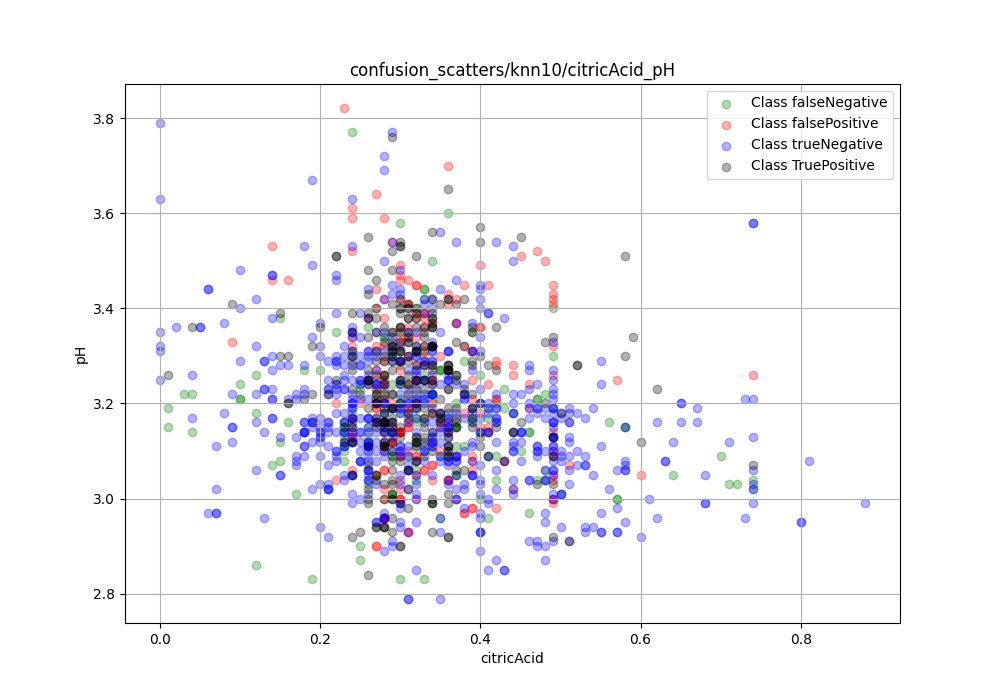 confusion_scatters/knn10/citricAcid_pH
Class falseNegative
Class falsePositive
Class trueNegative
Class TruePositive
3.8
3.6
3.4
3.2
3.0
2.8
pH
0.0 0.2 0.4 0.6 0.8
citricAcid